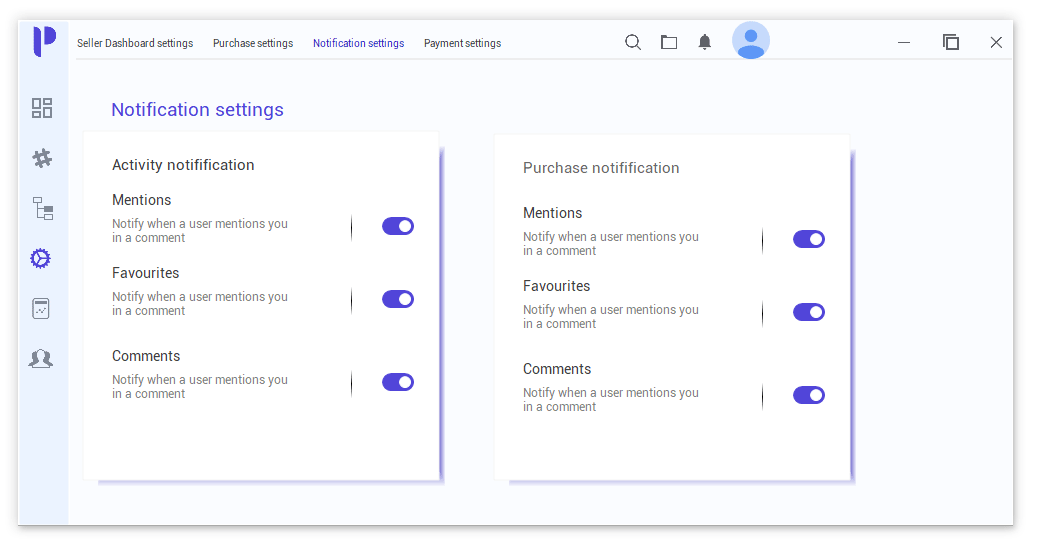 Seller Dashboard settings Purchase settings Notification settings Payment settings
Notification settings
Activity notifification
Mentions
Notify when a user mentions you
in a comment
Favourites
Notify when a user mentions you
in a comment
Comments
Notify when a user mentions you
in a comment
Purchase notifification
Mentions
Notify when a user mentions you
in a comment
Favourites
Notify when a user mentions you
in a comment
Comments
Notify when a user mentions you
in a comment